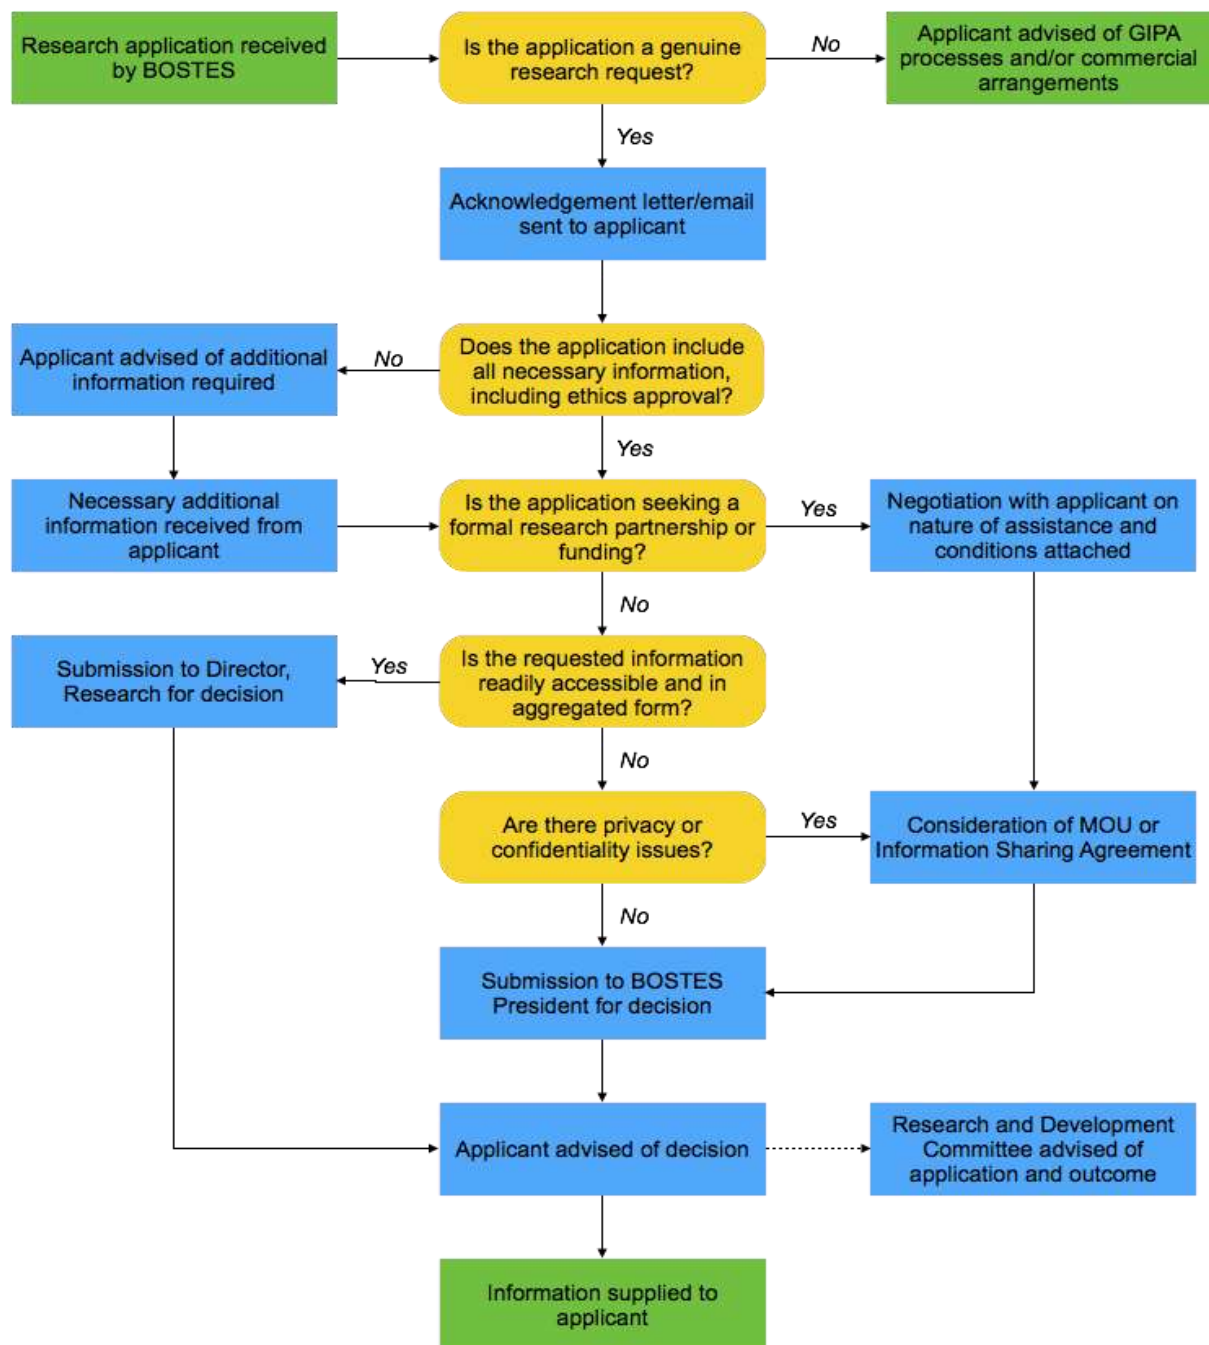 Research application received
by BOSTES
Is the application a genuine
research request?
No
Applicant advised of GIPA
processes and/or commercial
arrangements
Yes
Acknowledgement letter/email
sent to applicant
Applicant advised of additional
information required
No
Does the application include
all necessary information,
including ethics approval?
Yes
Necessary additional
information received from
applicant
Is the application seeking a
formal research partnership or
funding?
Yes
Negotiation with applicant on
nature of assistance and
conditions attached
No
Submission to Director,
Research for decision
Yes
Is the requested information
readily accessible and in
aggregated form?
No
Are there privacy or
confidentiality issues?
Yes
Consideration of MOU or
Information Sharing Agreement
No
Submission to BOSTES
President for decision
Applicant advised of decision
Research and Development
Committee advised of
application and outcome
Information supplied to
applicant